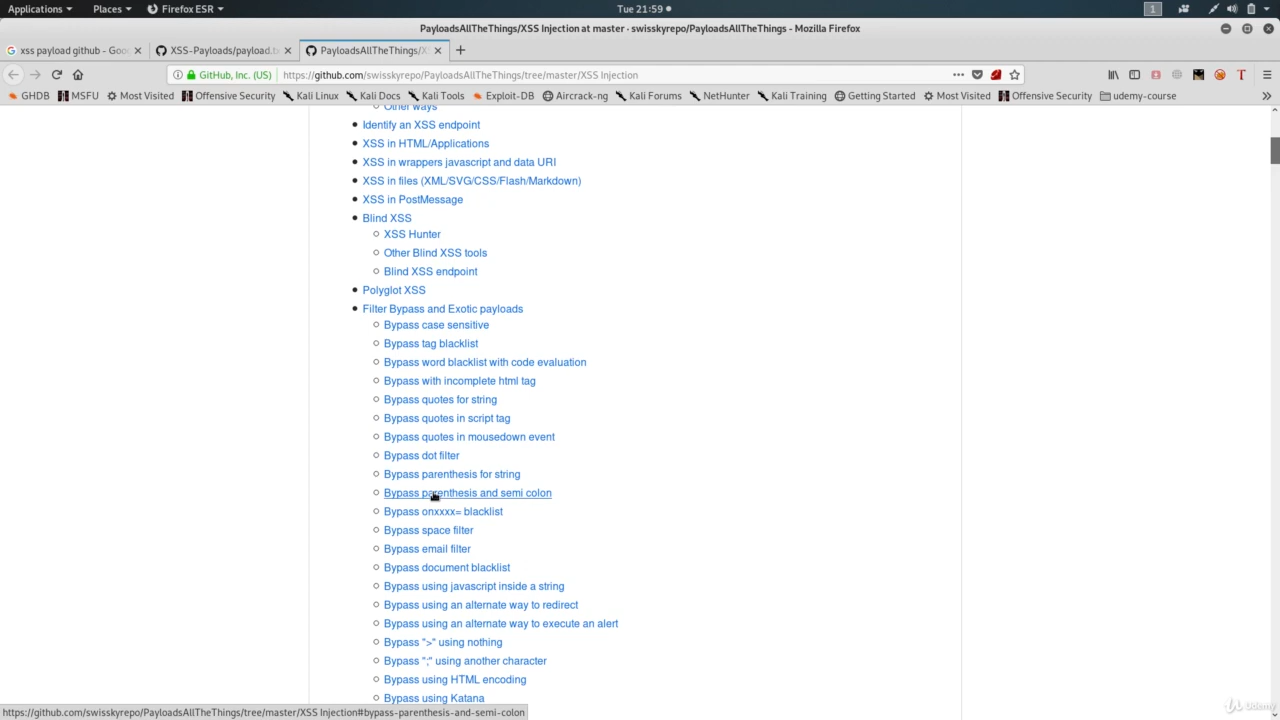 Applications Places Firefox ESR Tue 21:59 1
PayloadsAllTheThings/XSS Injection at master · swisskyrepo/PayloadsAllTheThings - Mozilla Firefox
xss payload github - Goo XSS-Payloads/payload.t PayloadsAllTheThings/X
GitHub, Inc. (US) https://github.com/swisskyrepo/PayloadsAllTheThings/tree/master/XSS Injection
GHDB MSFU Most Visited Offensive Security Kali Linux Kali Docs Kali Tools Exploit-DB Aircrack-ng Kali Forums NetHunter Kali Training Getting Started Most Visited Offensive Security udemy-course
Other ways
Identify an XSS endpoint
XSS in HTML/Applications
XSS in wrappers javascript and data URI
XSS in files (XML/SVG/CSS/Flash/Markdown)
XSS in PostMessage
Blind XSS
XSS Hunter
Other Blind XSS tools
Blind XSS endpoint
Polyglot XSS
Filter Bypass and Exotic payloads
Bypass case sensitive
Bypass tag blacklist
Bypass word blacklist with code evaluation
Bypass with incomplete html tag
Bypass quotes for string
Bypass quotes in script tag
Bypass quotes in mousedown event
Bypass dot filter
Bypass parenthesis for string
Bypass parenthesis and semi colon
Bypass onxxxx= blacklist
Bypass space filter
Bypass email filter
Bypass document blacklist
Bypass using javascript inside a string
Bypass using an alternate way to redirect
Bypass using an alternate way to execute an alert
Bypass ">" using nothing
Bypass ";" using another character
Bypass using HTML encoding
Bypass using Katana
https://github.com/swisskyrepo/PayloadsAllTheThings/tree/master/XSS Injection#bypass-parenthesis-and-semi-colon
Udemy